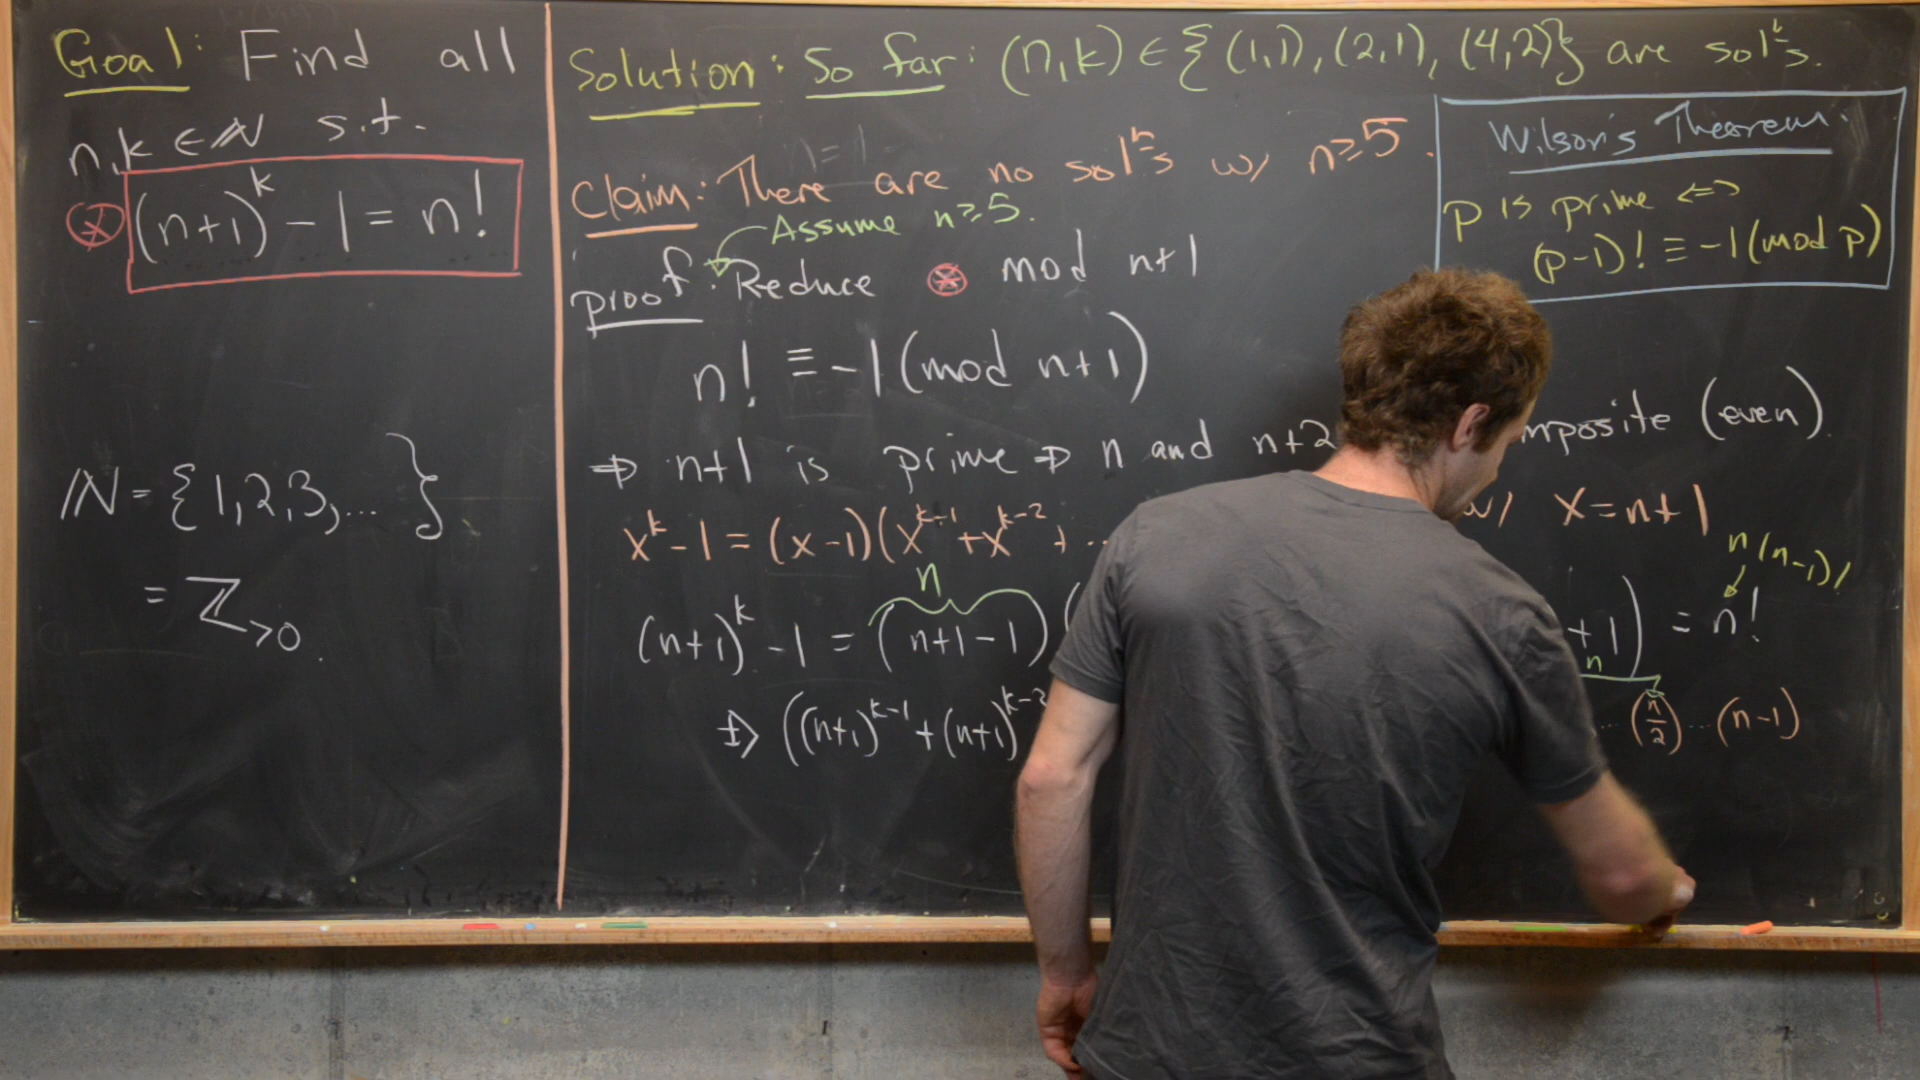 Goal: Find all
n,k ∈ ℕ s.t.
⊛ (n+1)^k - 1 = n!
ℕ = {1,2,3,... }
= ℤ_{>0}.
Solution: So far: (n,k) ∈ {(1,1), (2,1), (4,2)} are sol^n s.
Claim: There are no sol^n s w/ n≥5.
Assume n≥5.
proof: Reduce ⊛ mod n+1
n! ≡ -1 (mod n+1)
⇒ n+1 is prime ⇒ n and n+2 mposite (even).
x^k - 1 = (x-1)(x^{k-1} + x^{k-2} + ... w/ x = n+1
n n(n-1)!
(n+1)^k - 1 = (n+1-1)( +1) = n!
n
⇒ ((n+1)^{k-1} + (n+1)^{k-2} ... (n/2) ... (n-1)
Wilson's Theorem:
p is prime ⇔
(p-1)! ≡ -1 (mod p)